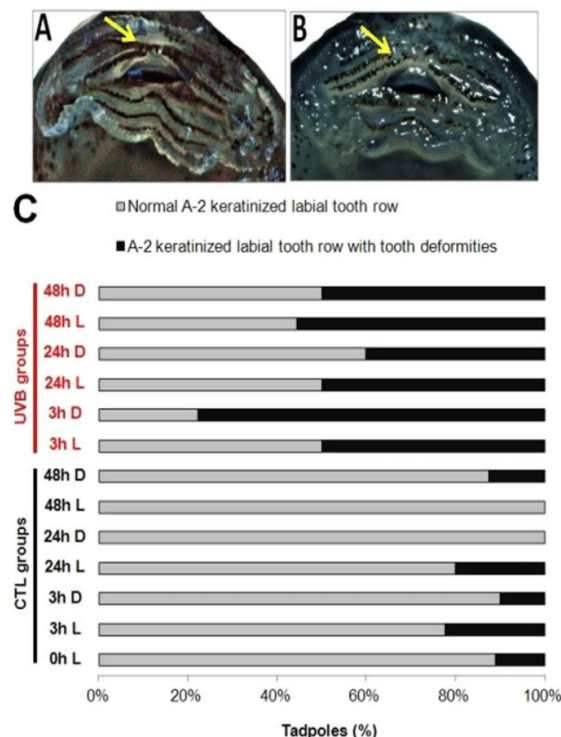 A
B
C
Normal A-2 keratinized labial tooth row
A-2 keratinized labial tooth row with tooth deformities
UVB groups
48h D
48h L
24h D
24h L
3h D
3h L
CTL groups
48h D
48h L
24h D
24h L
3h D
3h L
0h L
0% 20% 40% 60% 80% 100%
Tadpoles (%)